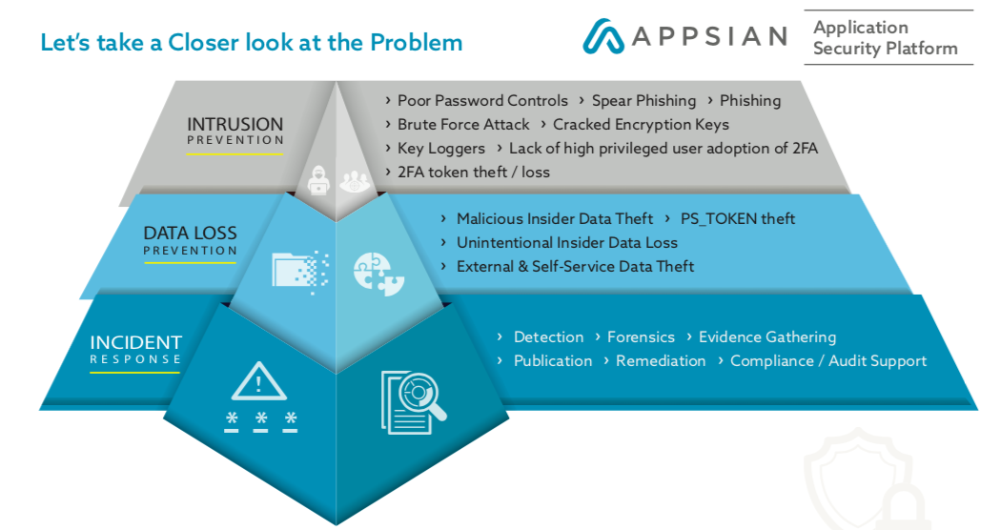 Let's take a Closer look at the Problem
APPSIAN
Application
Security Platform
INTRUSION
PREVENTION
› Poor Password Controls › Spear Phishing › Phishing
› Brute Force Attack › Cracked Encryption Keys
› Key Loggers › Lack of high privileged user adoption of 2FA
› 2FA token theft / loss
DATA LOSS
PREVENTION
› Malicious Insider Data Theft › PS_TOKEN theft
› Unintentional Insider Data Loss
› External & Self-Service Data Theft
INCIDENT
RESPONSE
› Detection › Forensics › Evidence Gathering
› Publication › Remediation › Compliance / Audit Support
* * *